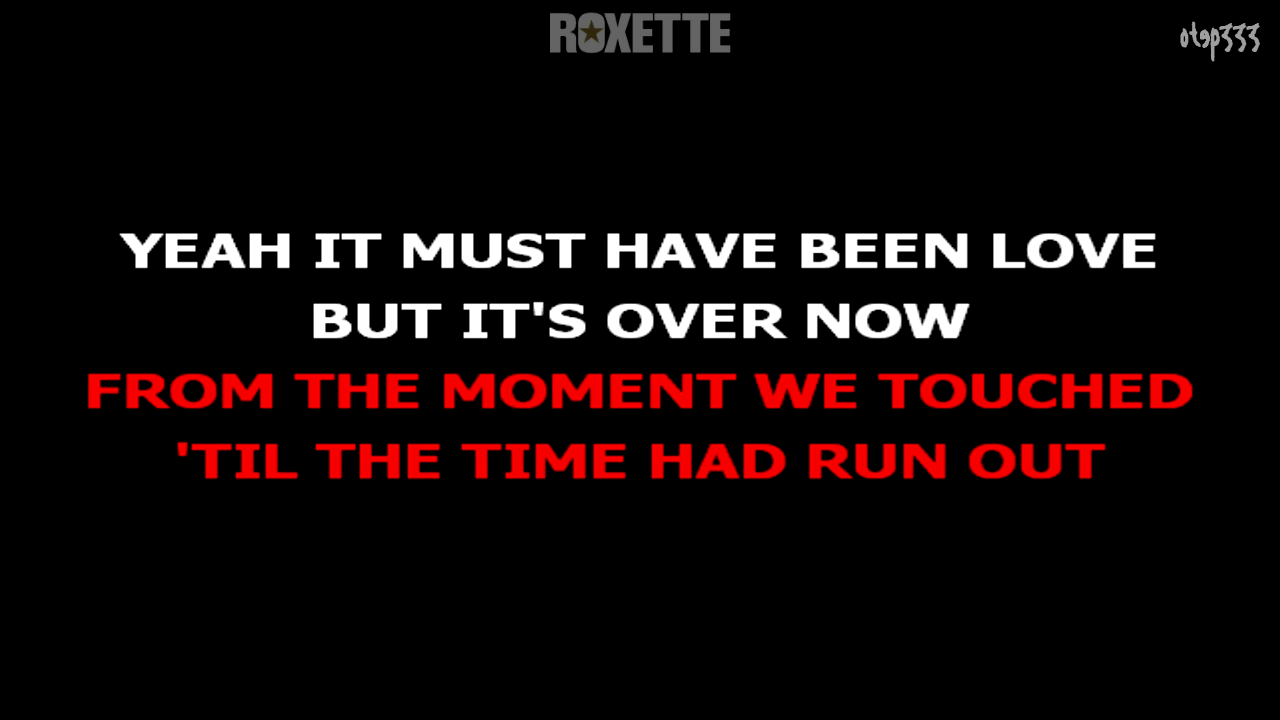 ROXETTE
otep333
YEAH IT MUST HAVE BEEN LOVE
BUT IT'S OVER NOW
FROM THE MOMENT WE TOUCHED
'TIL THE TIME HAD RUN OUT